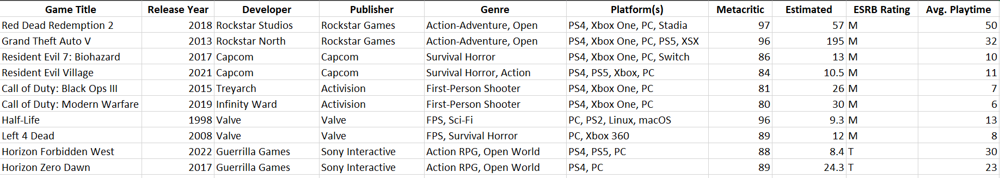 Game Title Release Year Developer Publisher Genre Platform(s) Metacritic Estimated ESRB Rating Avg. Playtime
Red Dead Redemption 2 2018 Rockstar Studios Rockstar Games Action-Adventure, Open PS4, Xbox One, PC, Stadia 97 57 M 50
Grand Theft Auto V 2013 Rockstar North Rockstar Games Action-Adventure, Open PS4, Xbox One, PC, PS5, XSX 96 195 M 32
Resident Evil 7: Biohazard 2017 Capcom Capcom Survival Horror PS4, Xbox One, PC, Switch 86 13 M 10
Resident Evil Village 2021 Capcom Capcom Survival Horror, Action PS4, PS5, Xbox, PC 84 10.5 M 11
Call of Duty: Black Ops III 2015 Treyarch Activision First-Person Shooter PS4, Xbox One, PC 81 26 M 7
Call of Duty: Modern Warfare 2019 Infinity Ward Activision First-Person Shooter PS4, Xbox One, PC 80 30 M 6
Half-Life 1998 Valve Valve FPS, Sci-Fi PC, PS2, Linux, macOS 96 9.3 M 13
Left 4 Dead 2008 Valve Valve FPS, Survival Horror PC, Xbox 360 89 12 M 8
Horizon Forbidden West 2022 Guerrilla Games Sony Interactive Action RPG, Open World PS4, PS5, PC 88 8.4 T 30
Horizon Zero Dawn 2017 Guerrilla Games Sony Interactive Action RPG, Open World PS4, PC 89 24.3 T 23